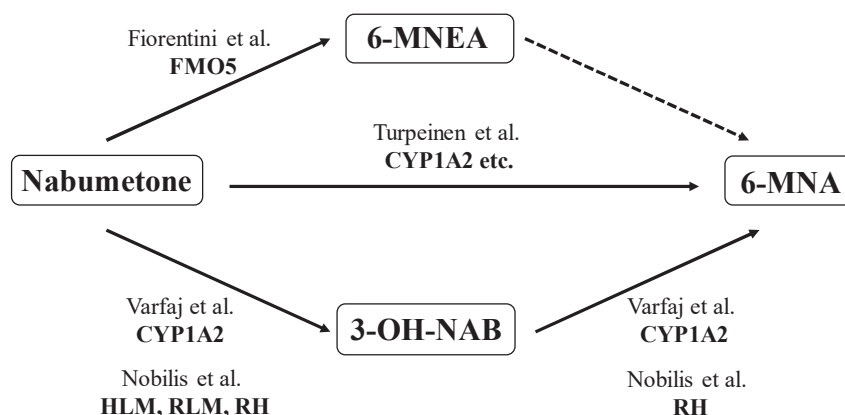 Fiorentini et al.
FMO5
6-MNEA
Turpeinen et al.
CYP1A2 etc.
Nabumetone
6-MNA
Varfaj et al.
CYP1A2
Nobilis et al.
HLM, RLM, RH
3-OH-NAB
Varfaj et al.
CYP1A2
Nobilis et al.
RH